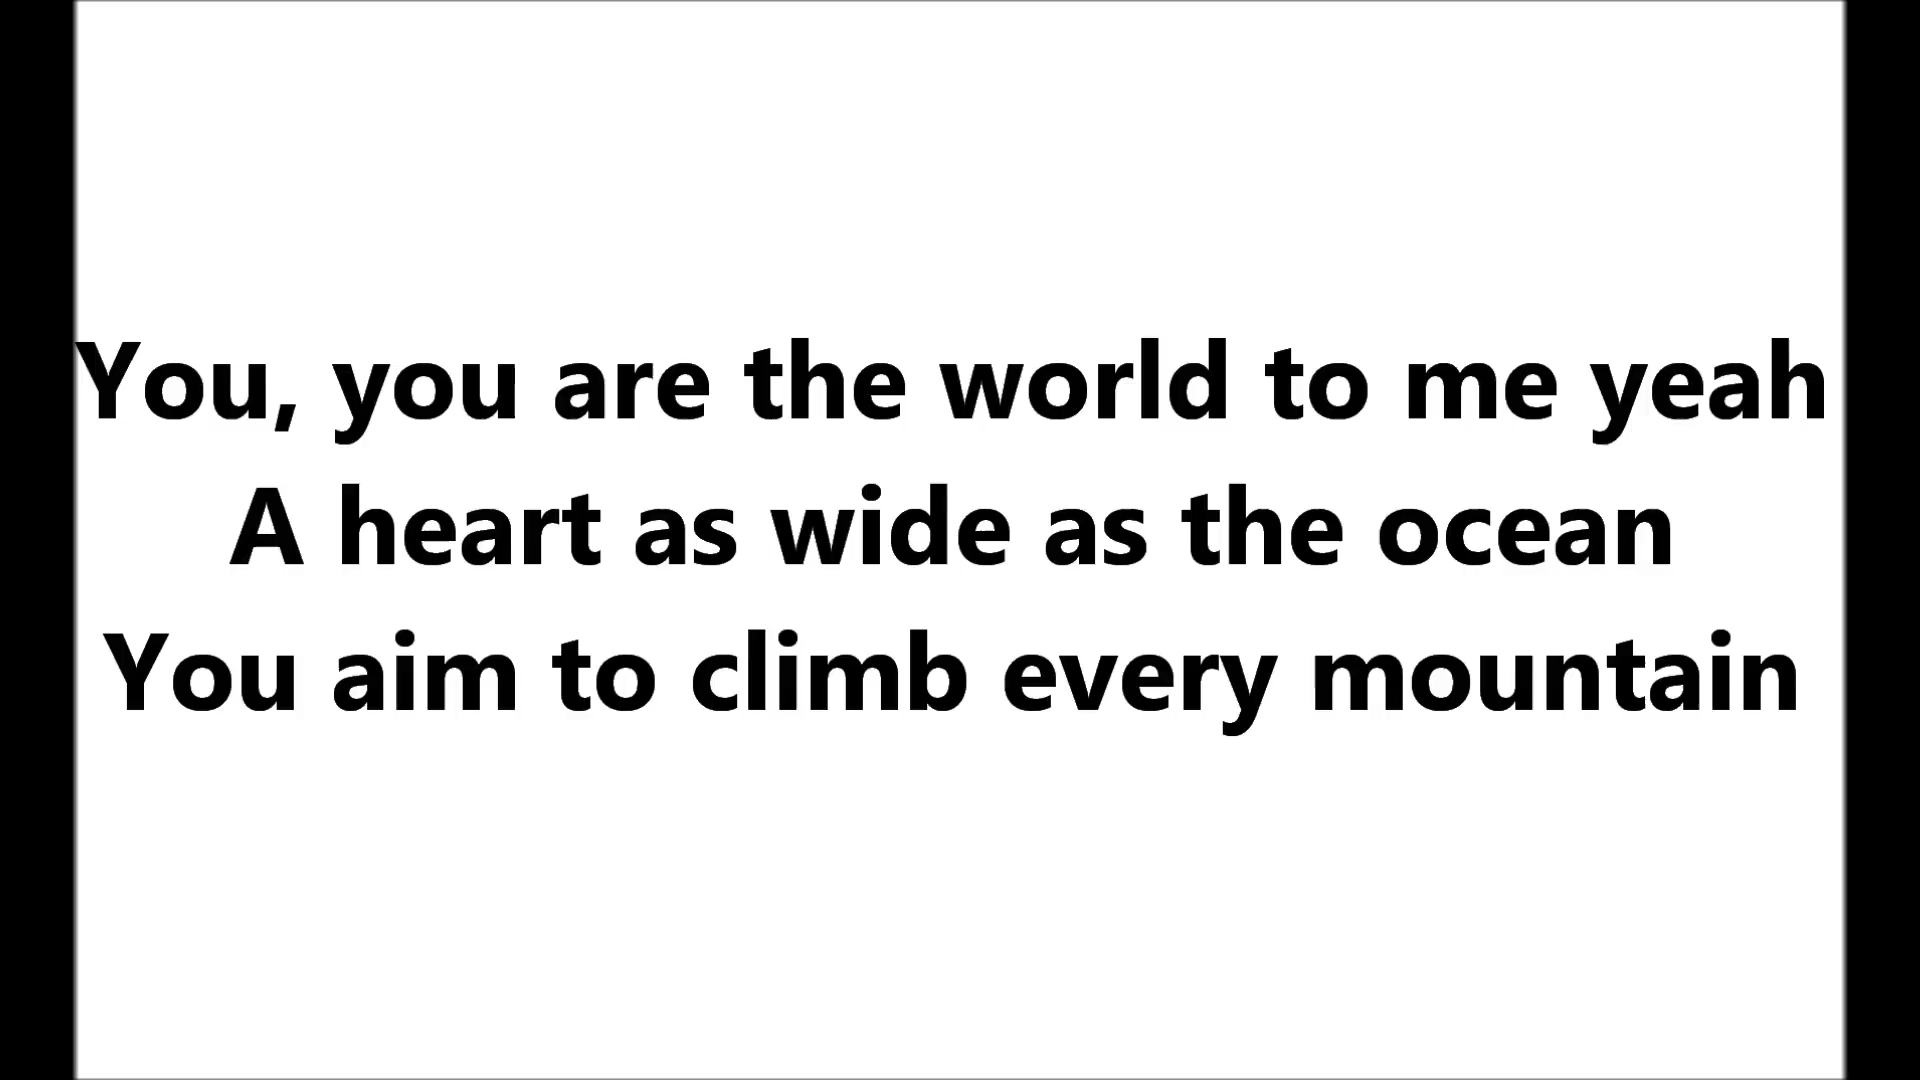 You, you are the world to me yeah
A heart as wide as the ocean
You aim to climb every mountain